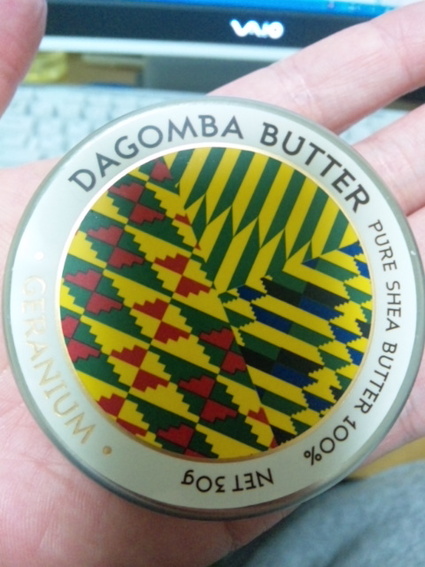 VAIO
DAGOMBA BUTTER
PURE SHEA BUTTER 100%
NET 30g
• GERANIUM •